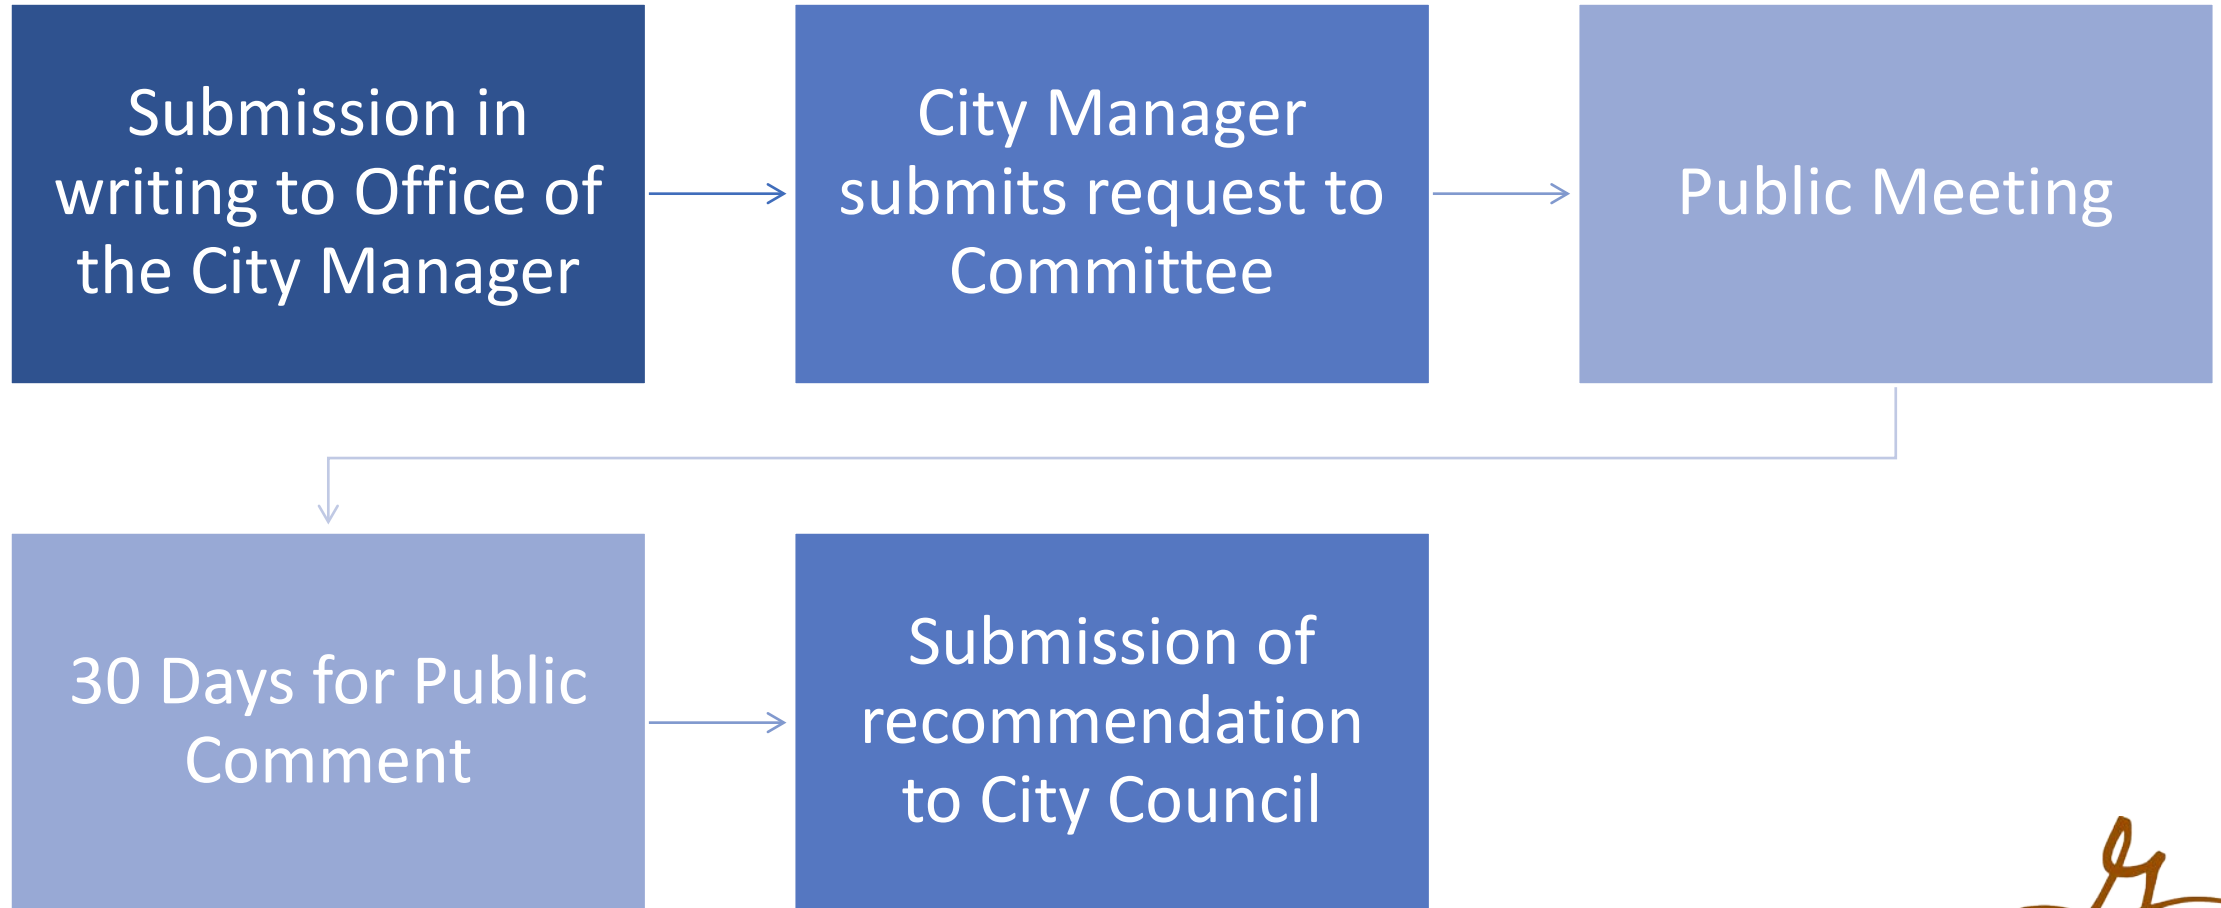 Submission in
writing to Office of
the City Manager
City Manager
submits request to
Committee
Public Meeting
30 Days for Public
Comment
Submission of
recommendation
to City Council